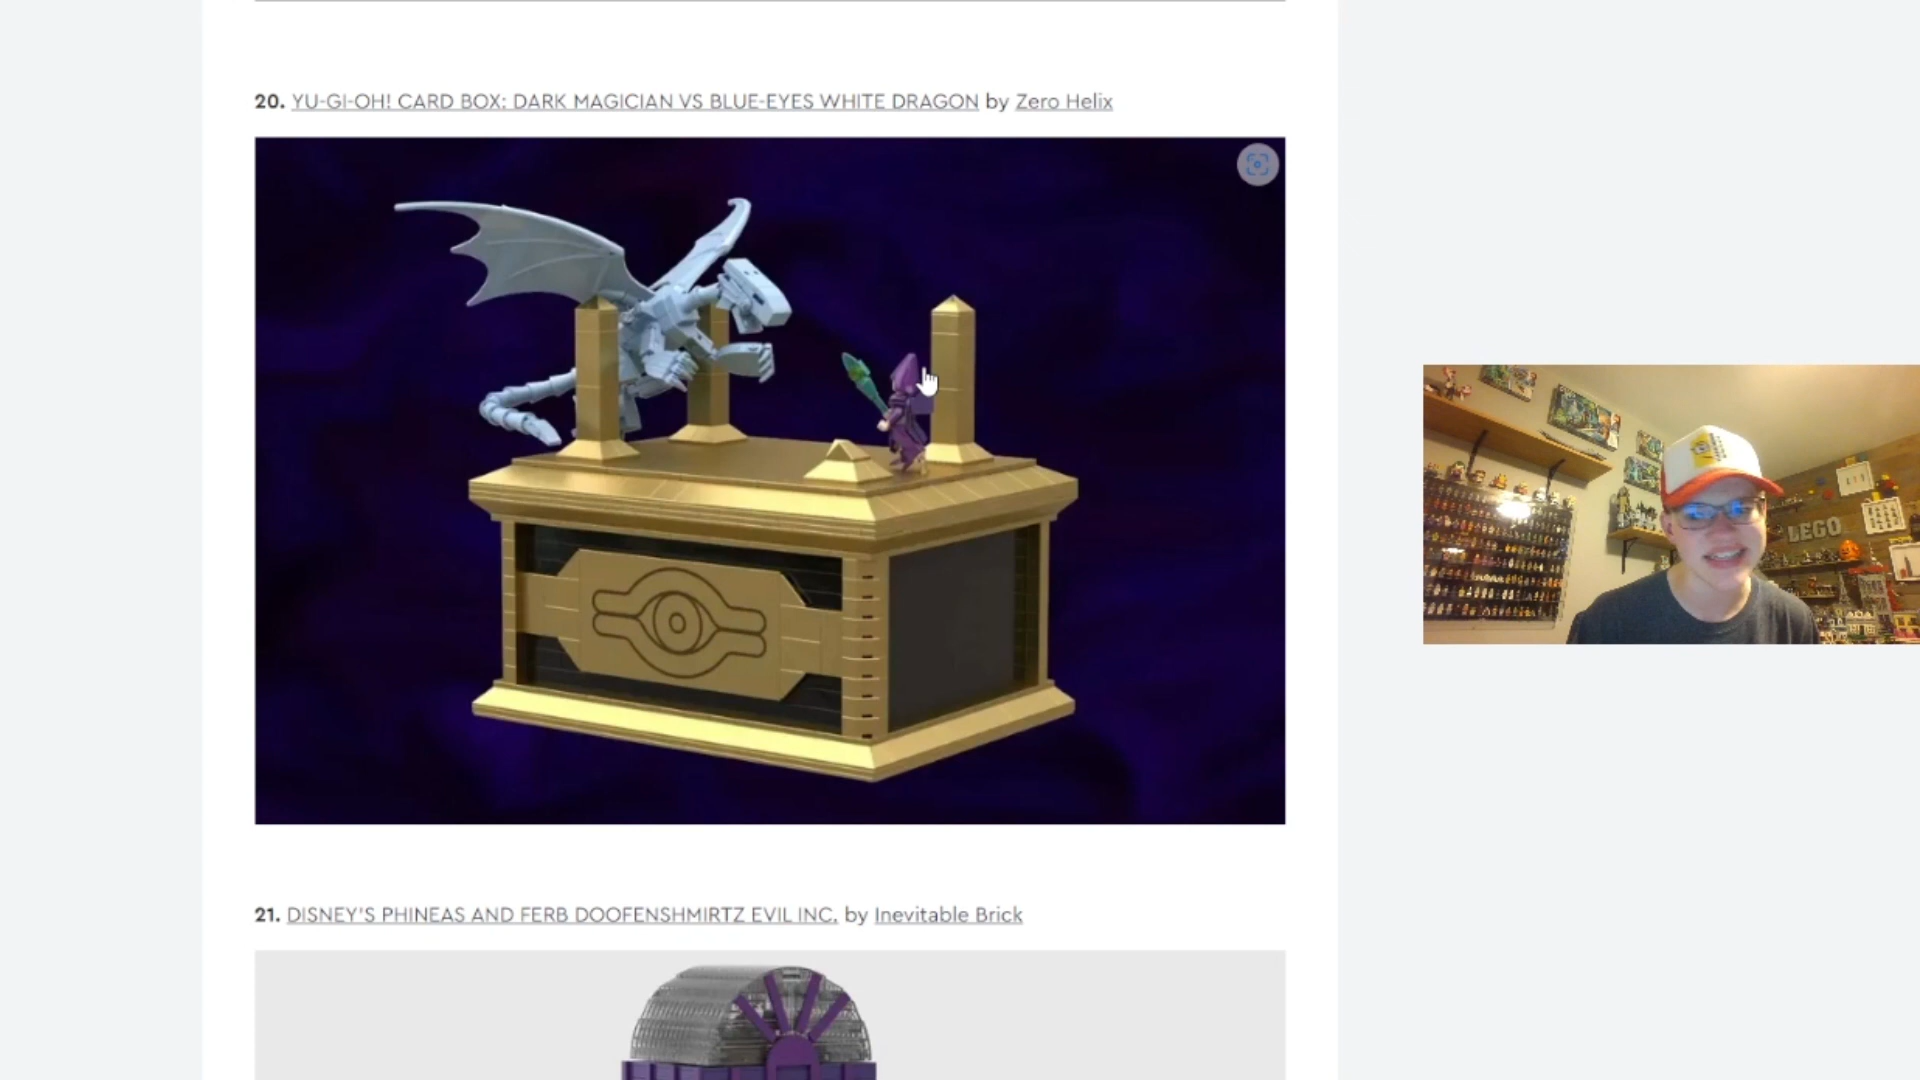 20. YU-GI-OH! CARD BOX: DARK MAGICIAN VS BLUE-EYES WHITE DRAGON by Zero Helix
LEGO
21. DISNEY'S PHINEAS AND FERB DOOFENSHMIRTZ EVIL INC. by Inevitable Brick